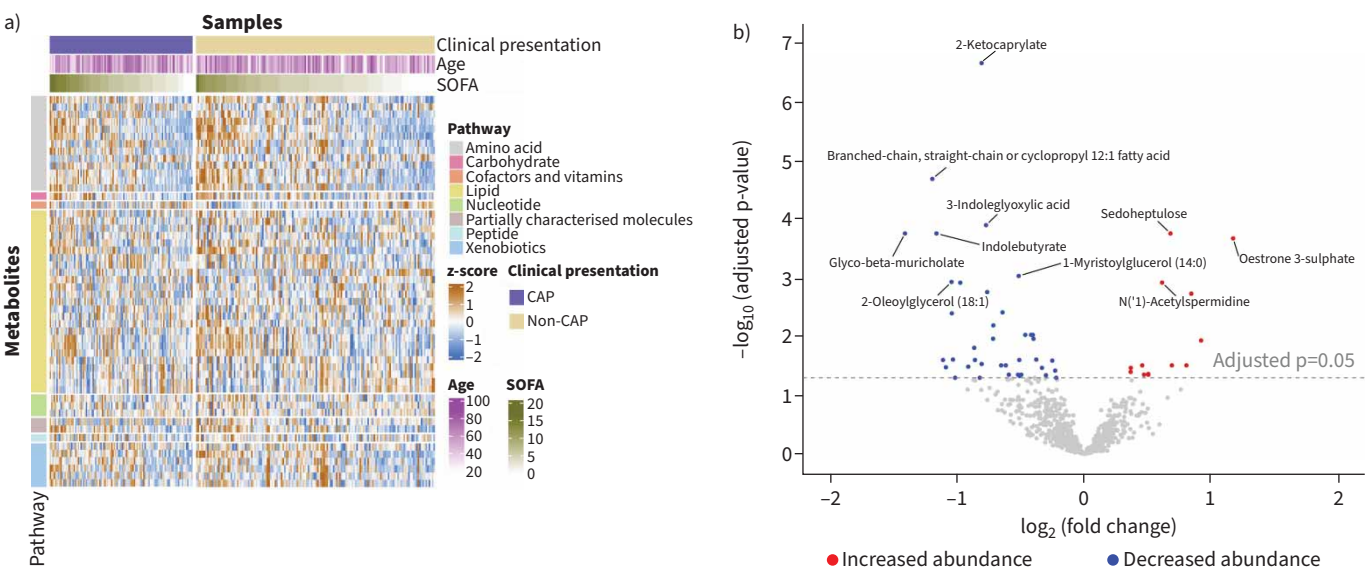 a)
Samples
Clinical presentation
Age
SOFA
Metabolites
Pathway
Pathway
Amino acid
Carbohydrate
Cofactors and vitamins
Lipid
Nucleotide
Partially characterised molecules
Peptide
Xenobiotics
z-score
2
1
0
−1
−2
Clinical presentation
CAP
Non-CAP
Age
100
80
60
40
20
SOFA
20
15
10
5
0
b)
−log10 (adjusted p-value)
7
6
5
4
3
2
1
0
2-Ketocaprylate
Branched-chain, straight-chain or cyclopropyl 12:1 fatty acid
3-Indoleglyoxylic acid
Sedoheptulose
Indolebutyrate
Oestrone 3-sulphate
Glyco-beta-muricholate
1-Myristoylglucerol (14:0)
2-Oleoylglycerol (18:1)
N('1)-Acetylspermidine
Adjusted p=0.05
−2
−1
0
1
2
log2 (fold change)
Increased abundance
Decreased abundance